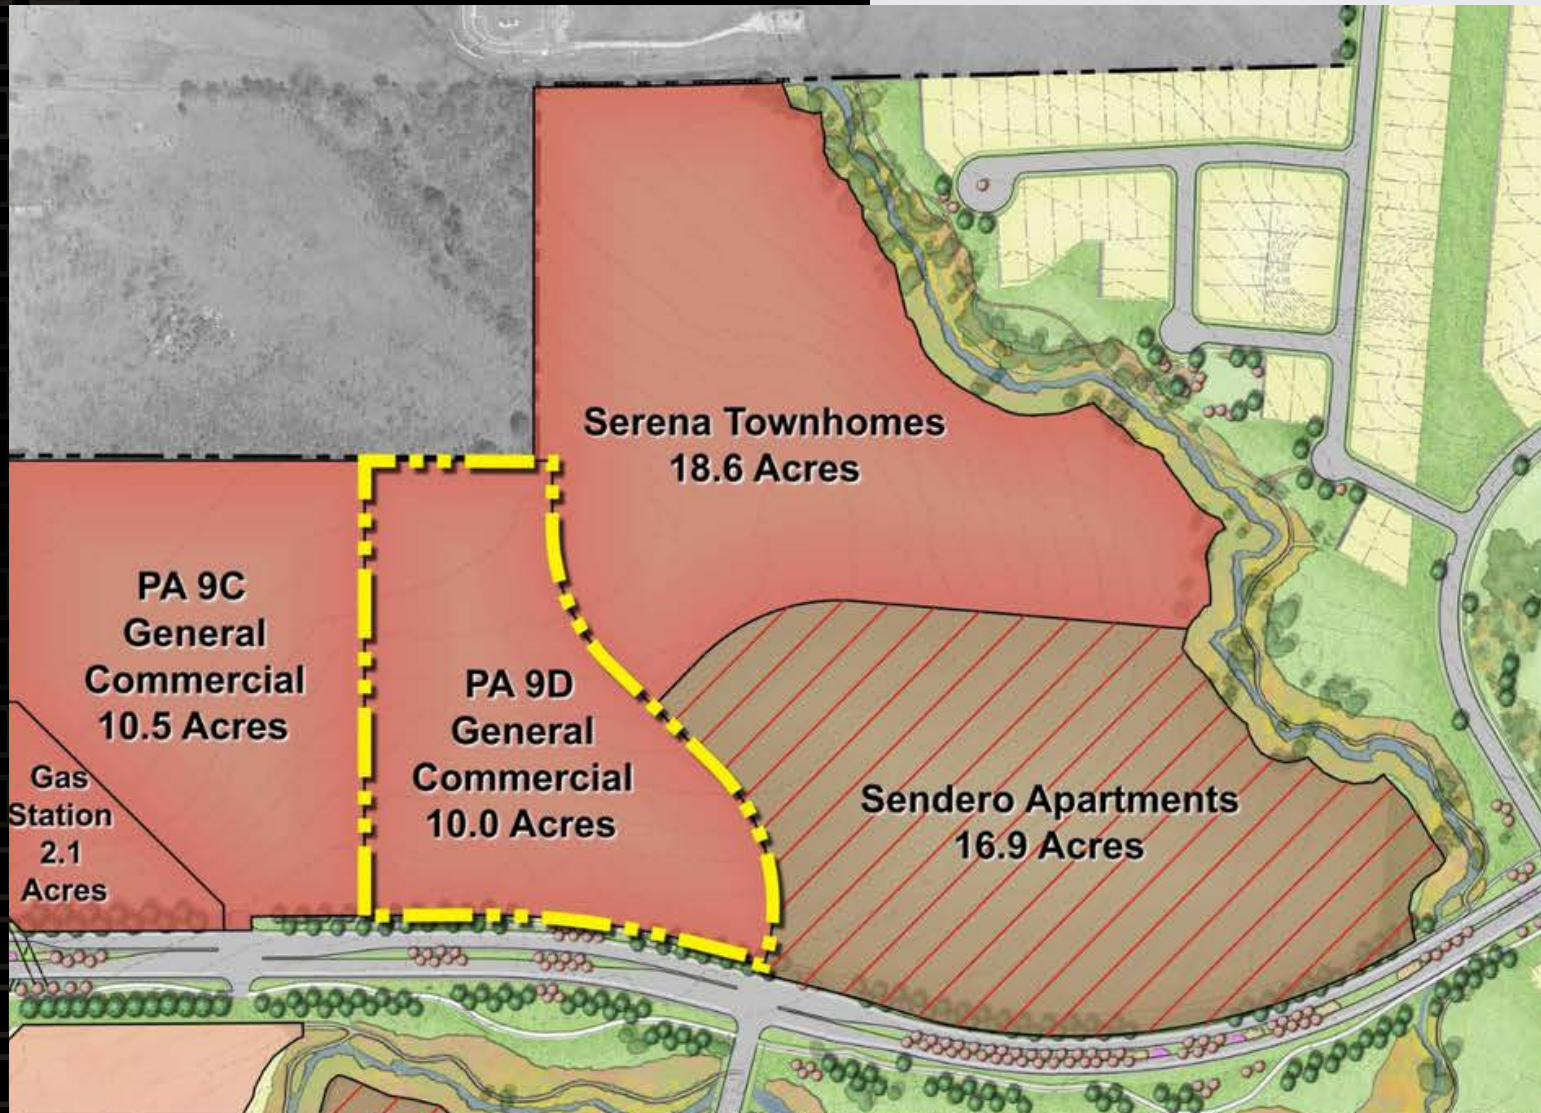 Serena Townhomes
18.6 Acres
PA 9C
General
Commercial
10.5 Acres
PA 9D
General
Commercial
10.0 Acres
Gas
Station
2.1
Acres
Sendero Apartments
16.9 Acres